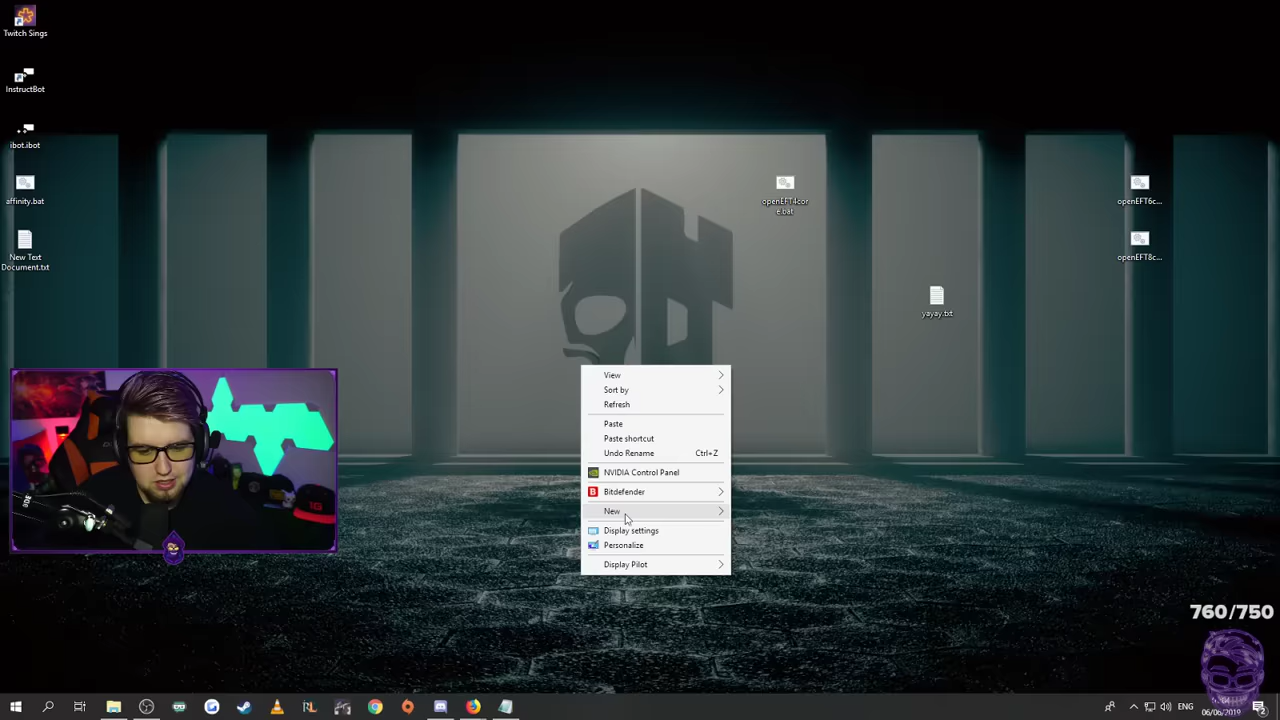 Twitch Sings
InstructBot
ibot.ibot
affinity.bat
New Text
Document.txt
openEFT4cor
e.bat
openEFT6c...
openEFT8c...
yayay.txt
View
Sort by
Refresh
Paste
Paste shortcut
Undo Rename Ctrl+Z
NVIDIA Control Panel
B Bitdefender
New
Display settings
Personalize
Display Pilot
760/750
ENG
06/06/2019
2